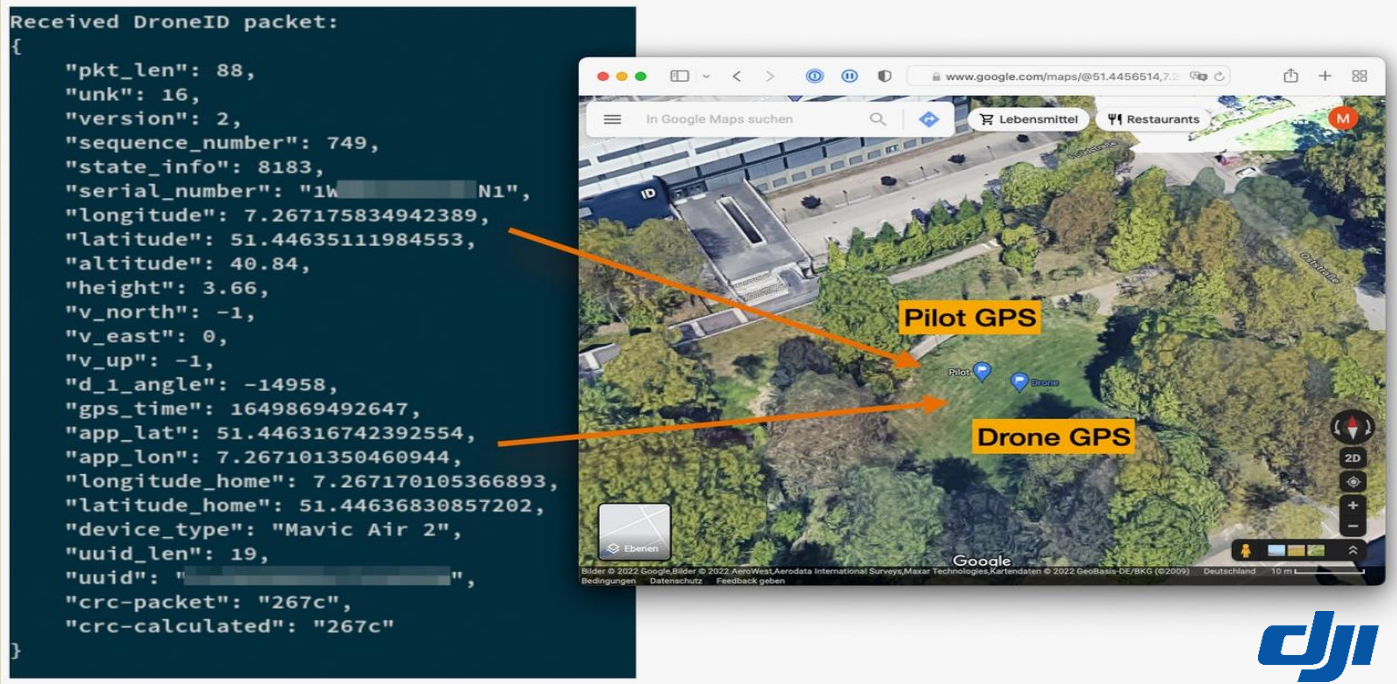 Received DroneID packet:
{
"pkt_len": 88,
"unk": 16,
"version": 2,
"sequence_number": 749,
"state_info": 8183,
"serial_number": "1W N1",
"longitude": 7.267175834942389,
"latitude": 51.44635111984553,
"altitude": 40.84,
"height": 3.66,
"v_north": -1,
"v_east": 0,
"v_up": -1,
"d_1_angle": -14958,
"gps_time": 1649869492647,
"app_lat": 51.446316742392554,
"app_lon": 7.267101350460944,
"longitude_home": 7.267170105366893,
"latitude_home": 51.44636830857202,
"device_type": "Mavic Air 2",
"uuid_len": 19,
"uuid": " ",
"crc-packet": "267c",
"crc-calculated": "267c"
}
www.google.com/maps/@51.4456514,7.2
In Google Maps suchen
Lebensmittel
Restaurants
M
ID
Pilot GPS
Pilot
Drone
Drone GPS
2D
Ebenen
Google
Bilder © 2022 Google,Bilder © 2022 AeroWest,Aerodata International Surveys,Maxar Technologies,Kartendaten © 2022 GeoBasis-DE/BKG (©2009) Deutschland 10 m
Bedingungen Datenschutz Feedback geben
dji